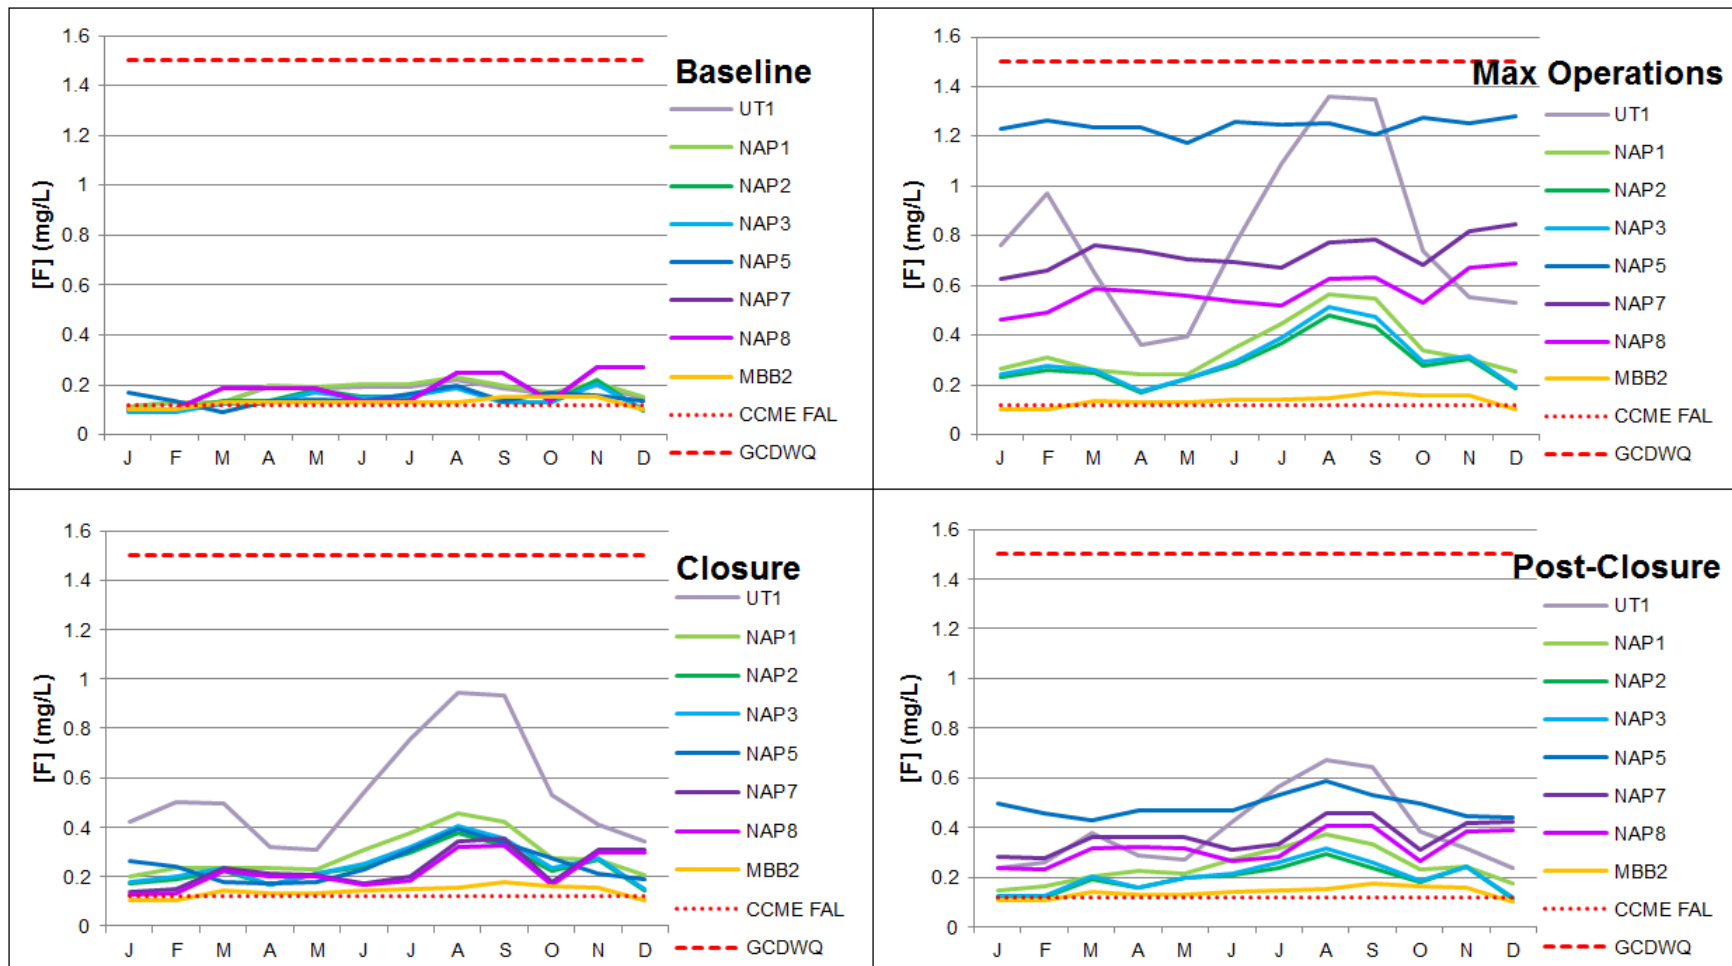 1.6
1.4
1.2
1
0.8
0.6
0.4
0.2
0
[F] (mg/L)
J F M A M J J A S O N D
Baseline
UT1
NAP1
NAP2
NAP3
NAP5
NAP7
NAP8
MBB2
CCME FAL
GCDWQ
1.6
1.4
1.2
1
0.8
0.6
0.4
0.2
0
[F] (mg/L)
J F M A M J J A S O N D
Max Operations
UT1
NAP1
NAP2
NAP3
NAP5
NAP7
NAP8
MBB2
CCME FAL
GCDWQ
1.6
1.4
1.2
1
0.8
0.6
0.4
0.2
0
[F] (mg/L)
J F M A M J J A S O N D
Closure
UT1
NAP1
NAP2
NAP3
NAP5
NAP7
NAP8
MBB2
CCME FAL
GCDWQ
1.6
1.4
1.2
1
0.8
0.6
0.4
0.2
0
[F] (mg/L)
J F M A M J J A S O N D
Post-Closure
UT1
NAP1
NAP2
NAP3
NAP5
NAP7
NAP8
MBB2
CCME FAL
GCDWQ